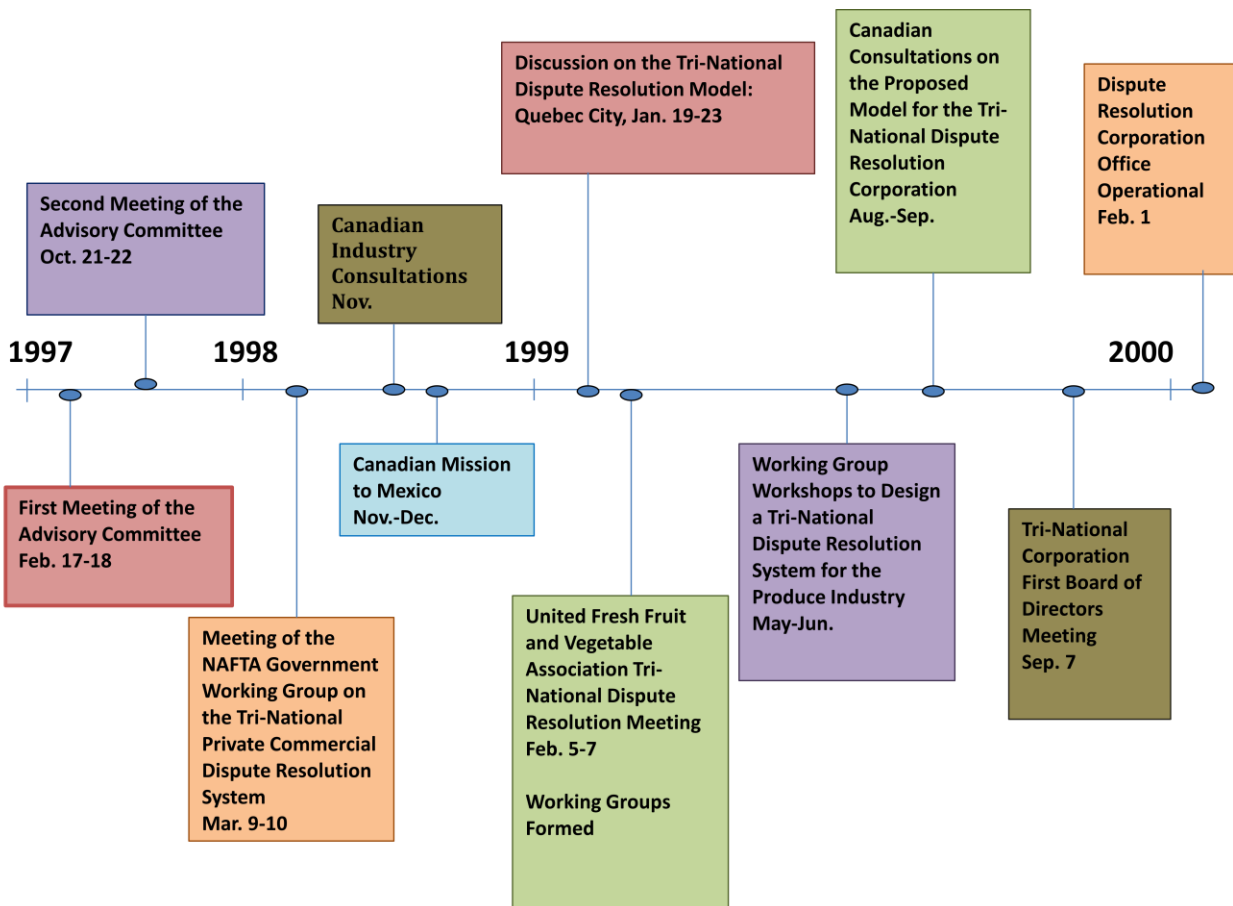 Discussion on the Tri-National
Dispute Resolution Model:
Quebec City, Jan. 19-23
Canadian
Consultations on
the Proposed
Model for the Tri-
National Dispute
Resolution
Corporation
Aug.-Sep.
Dispute
Resolution
Corporation
Office
Operational
Feb. 1
Second Meeting of the
Advisory Committee
Oct. 21-22
Canadian
Industry
Consultations
Nov.
1997
1998
1999
2000
First Meeting of the
Advisory Committee
Feb. 17-18
Meeting of the
NAFTA Government
Working Group on
the Tri-National
Private Commercial
Dispute Resolution
System
Mar. 9-10
Canadian Mission
to Mexico
Nov.-Dec.
United Fresh Fruit
and Vegetable
Association Tri-
National Dispute
Resolution Meeting
Feb. 5-7
Working Groups
Formed
Working Group
Workshops to Design
a Tri-National
Dispute Resolution
System for the
Produce Industry
May-Jun.
Tri-National
Corporation
First Board of
Directors
Meeting
Sep. 7